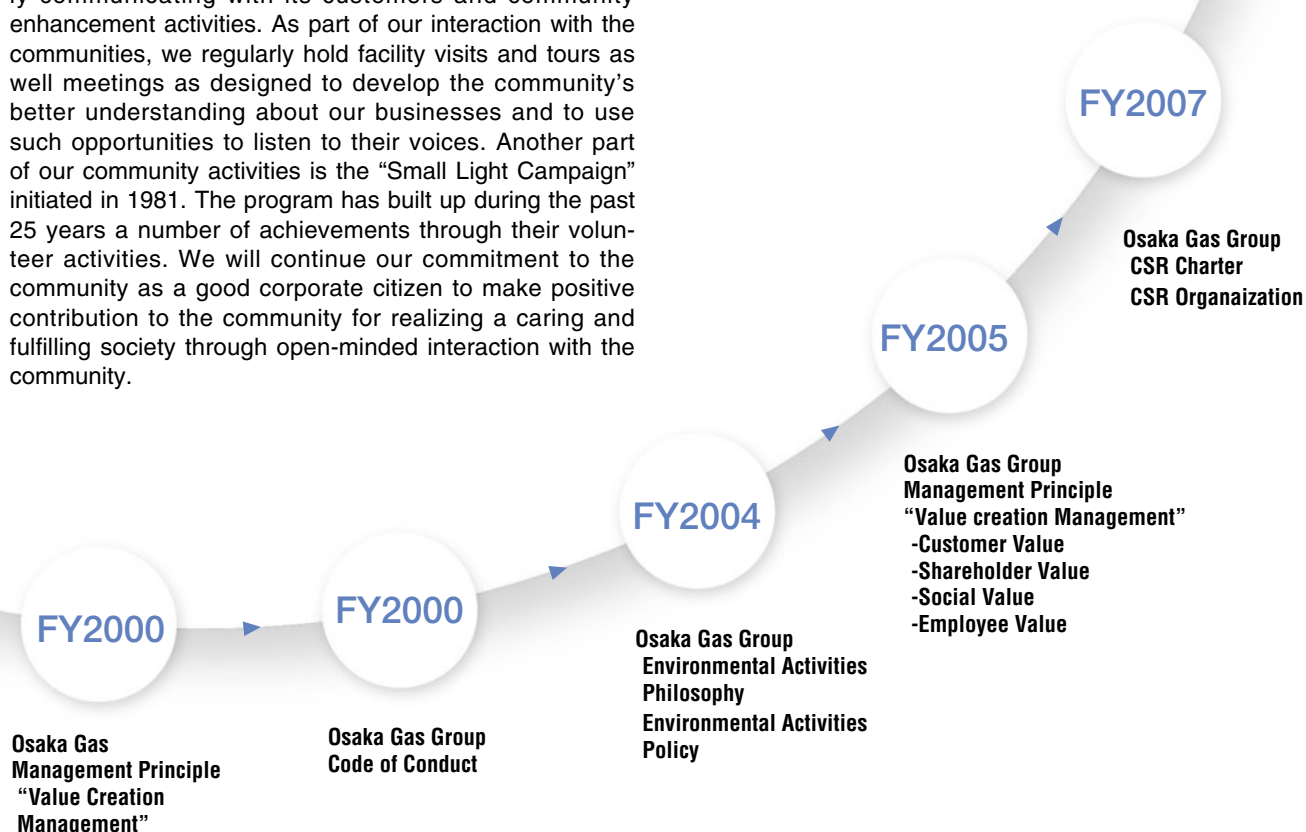 ly communicating with its customers and community
enhancement activities. As part of our interaction with the
communities, we regularly hold facility visits and tours as
well meetings as designed to develop the community's
better understanding about our businesses and to use
such opportunities to listen to their voices. Another part
of our community activities is the “Small Light Campaign”
initiated in 1981. The program has built up during the past
25 years a number of achievements through their volun-
teer activities. We will continue our commitment to the
community as a good corporate citizen to make positive
contribution to the community for realizing a caring and
fulfilling society through open-minded interaction with the
community.
FY2000
Osaka Gas
Management Principle
“Value Creation
Management”
FY2000
Osaka Gas Group
Code of Conduct
FY2004
Osaka Gas Group
Environmental Activities
Philosophy
Environmental Activities
Policy
FY2005
Osaka Gas Group
Management Principle
“Value creation Management”
-Customer Value
-Shareholder Value
-Social Value
-Employee Value
FY2007
Osaka Gas Group
CSR Charter
CSR Organaization